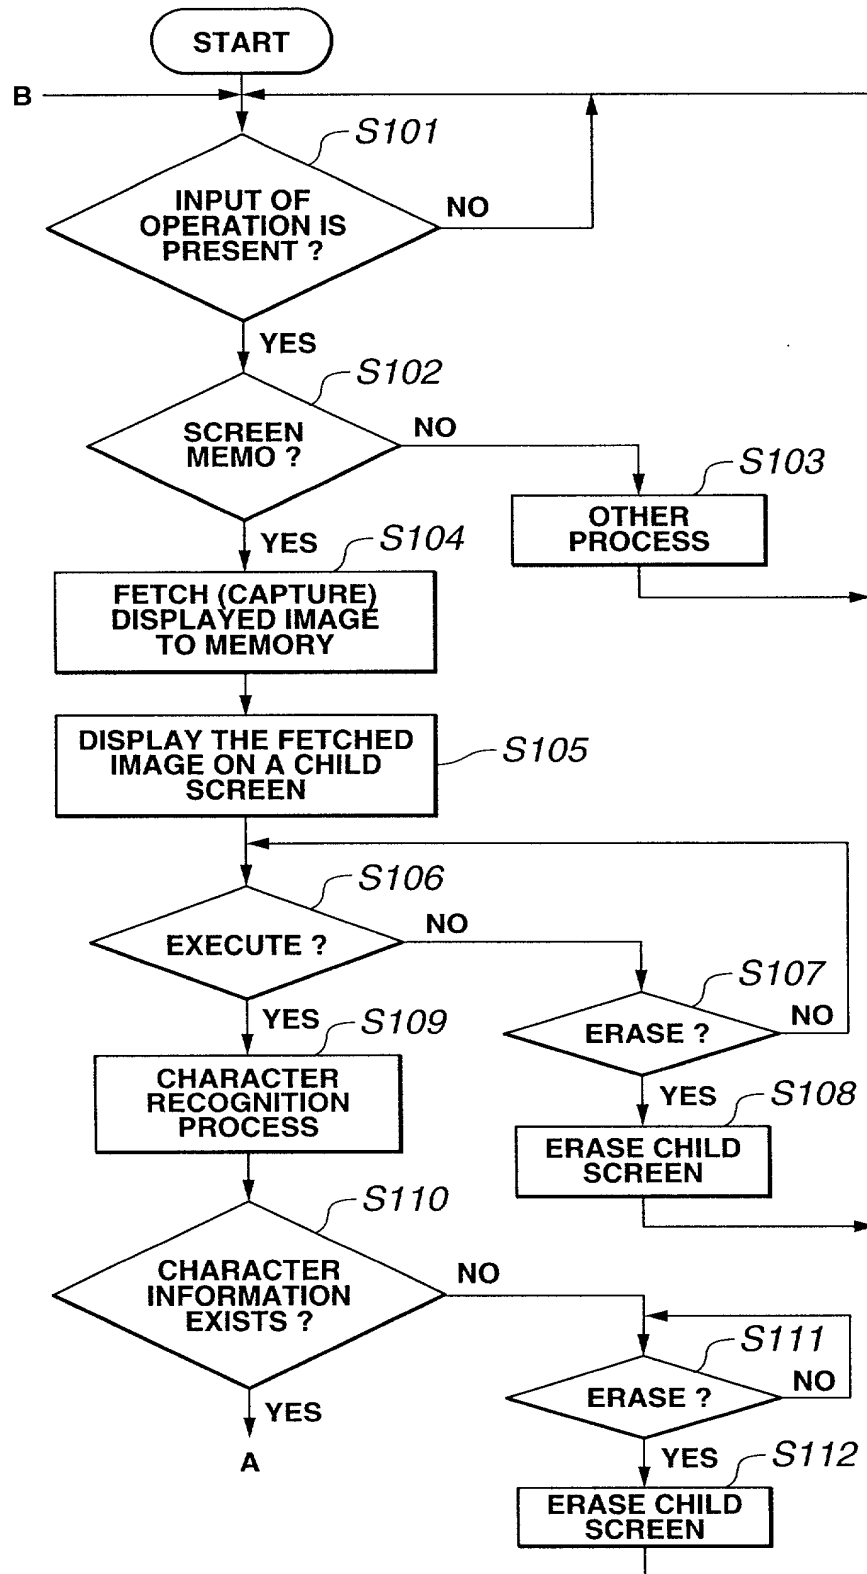 START
B
S101
INPUT OF
OPERATION IS
PRESENT ?
NO
YES
S102
SCREEN
MEMO ?
NO
S103
OTHER
PROCESS
YES
S104
FETCH (CAPTURE)
DISPLAYED IMAGE
TO MEMORY
DISPLAY THE FETCHED
IMAGE ON A CHILD
SCREEN
S105
S106
EXECUTE ?
NO
S107
ERASE ?
NO
YES
S109
CHARACTER
RECOGNITION
PROCESS
YES
S108
ERASE CHILD
SCREEN
S110
CHARACTER
INFORMATION
EXISTS ?
NO
S111
ERASE ?
NO
YES
A
YES
S112
ERASE CHILD
SCREEN